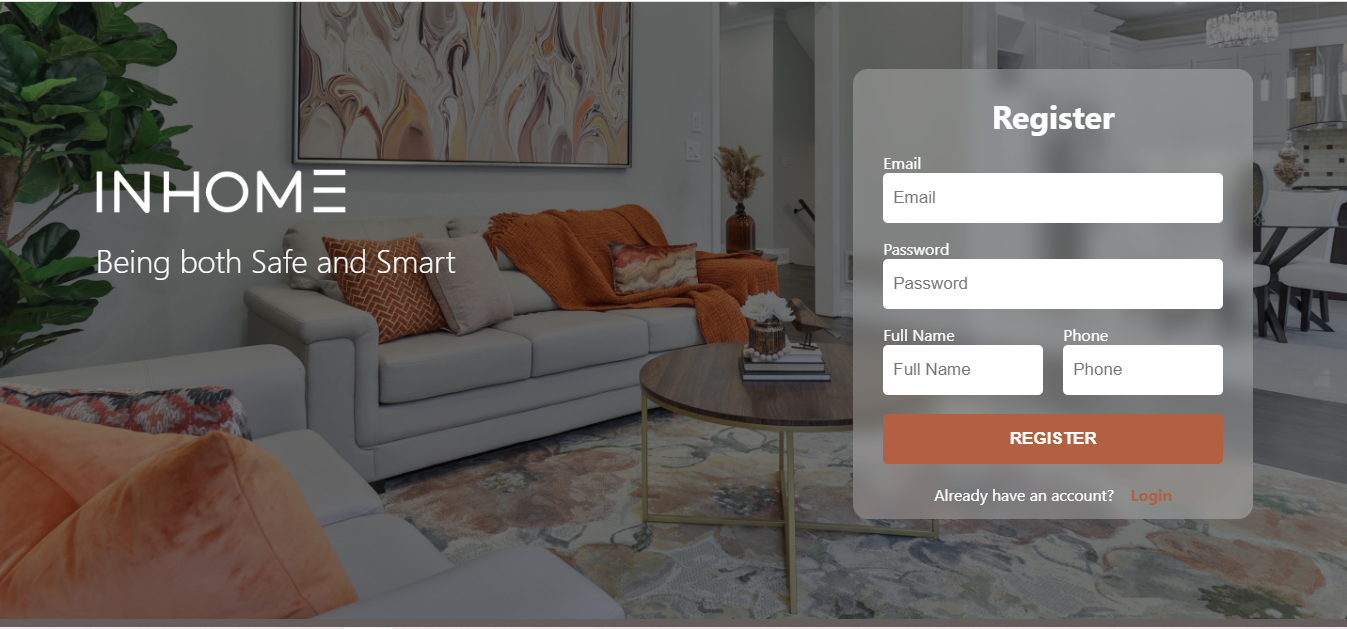 INHOME
Being both Safe and Smart
Register
Email
Email
Password
Password
Full Name Phone
Full Name Phone
REGISTER
Already have an account? Login